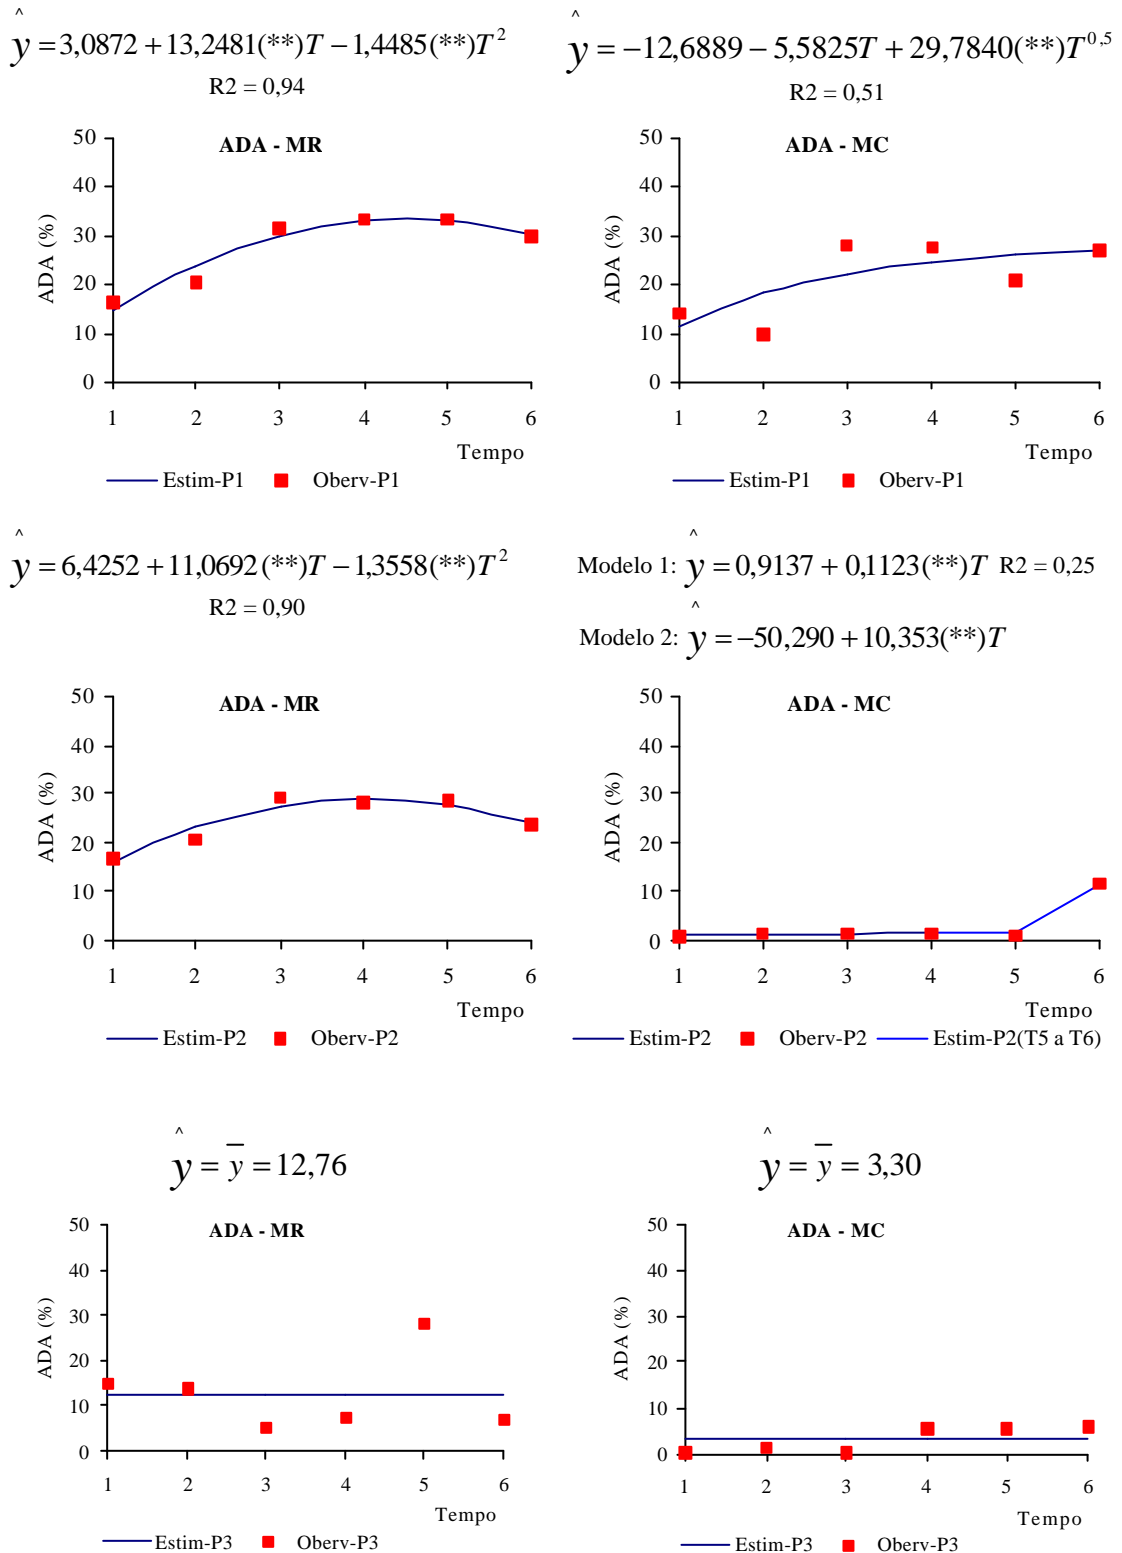 ŷ = 3,0872 + 13,2481(**)T − 1,4485(**)T²
R2 = 0,94
ADA - MR
50
40
30
20
10
0
ADA (%)
1 2 3 4 5 6
Tempo
Estim-P1 Oberv-P1
ŷ = −12,6889 − 5,5825T + 29,7840(**)T^0,5
R2 = 0,51
ADA - MC
50
40
30
20
10
0
ADA (%)
1 2 3 4 5 6
Tempo
Estim-P1 Oberv-P1
ŷ = 6,4252 + 11,0692(**)T − 1,3558(**)T²
R2 = 0,90
ADA - MR
50
40
30
20
10
0
ADA (%)
1 2 3 4 5 6
Tempo
Estim-P2 Oberv-P2
Modelo 1: ŷ = 0,9137 + 0,1123(**)T R2 = 0,25
Modelo 2: ŷ = −50,290 + 10,353(**)T
ADA - MC
50
40
30
20
10
0
ADA (%)
1 2 3 4 5 6
Tempo
Estim-P2 Oberv-P2 Estim-P2(T5 a T6)
ŷ = y̅ = 12,76
ADA - MR
50
40
30
20
10
0
ADA (%)
1 2 3 4 5 6
Tempo
Estim-P3 Oberv-P3
ŷ = y̅ = 3,30
ADA - MC
50
40
30
20
10
0
ADA (%)
1 2 3 4 5 6
Tempo
Estim-P3 Oberv-P3